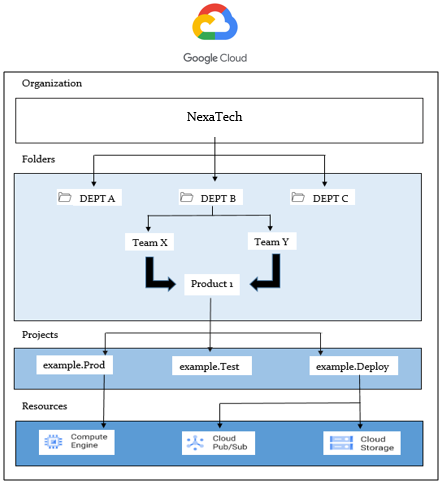 Google Cloud
Organization
NexaTech
Folders
DEPT A
DEPT B
DEPT C
Team X
Team Y
Product 1
Projects
example.Prod
example.Test
example.Deploy
Resources
Compute
Engine
Cloud
Pub/Sub
Cloud
Storage